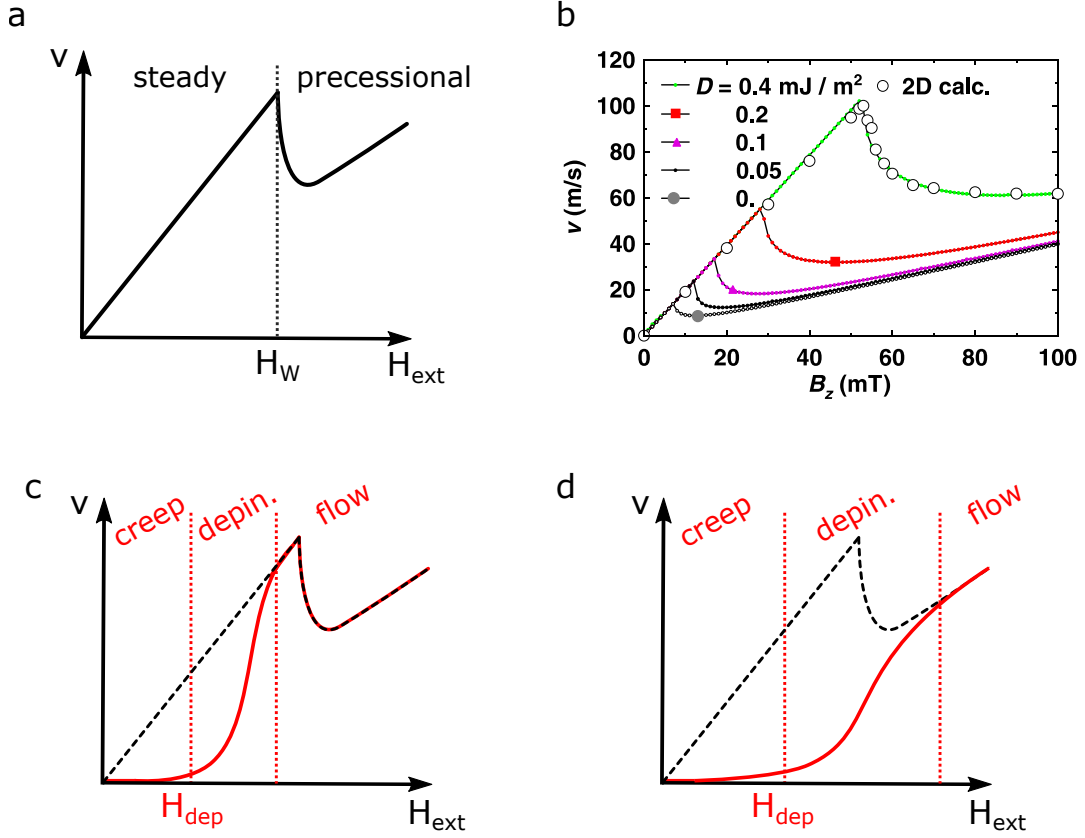 a
v
steady
precessional
H_W
H_ext
b
120
100
80
60
40
20
0
v (m/s)
D = 0.4 mJ / m²
2D calc.
0.2
0.1
0.05
0.
0
20
40
60
80
100
B_z (mT)
c
v
creep
depin.
flow
H_dep
H_ext
d
v
creep
depin.
flow
H_dep
H_ext